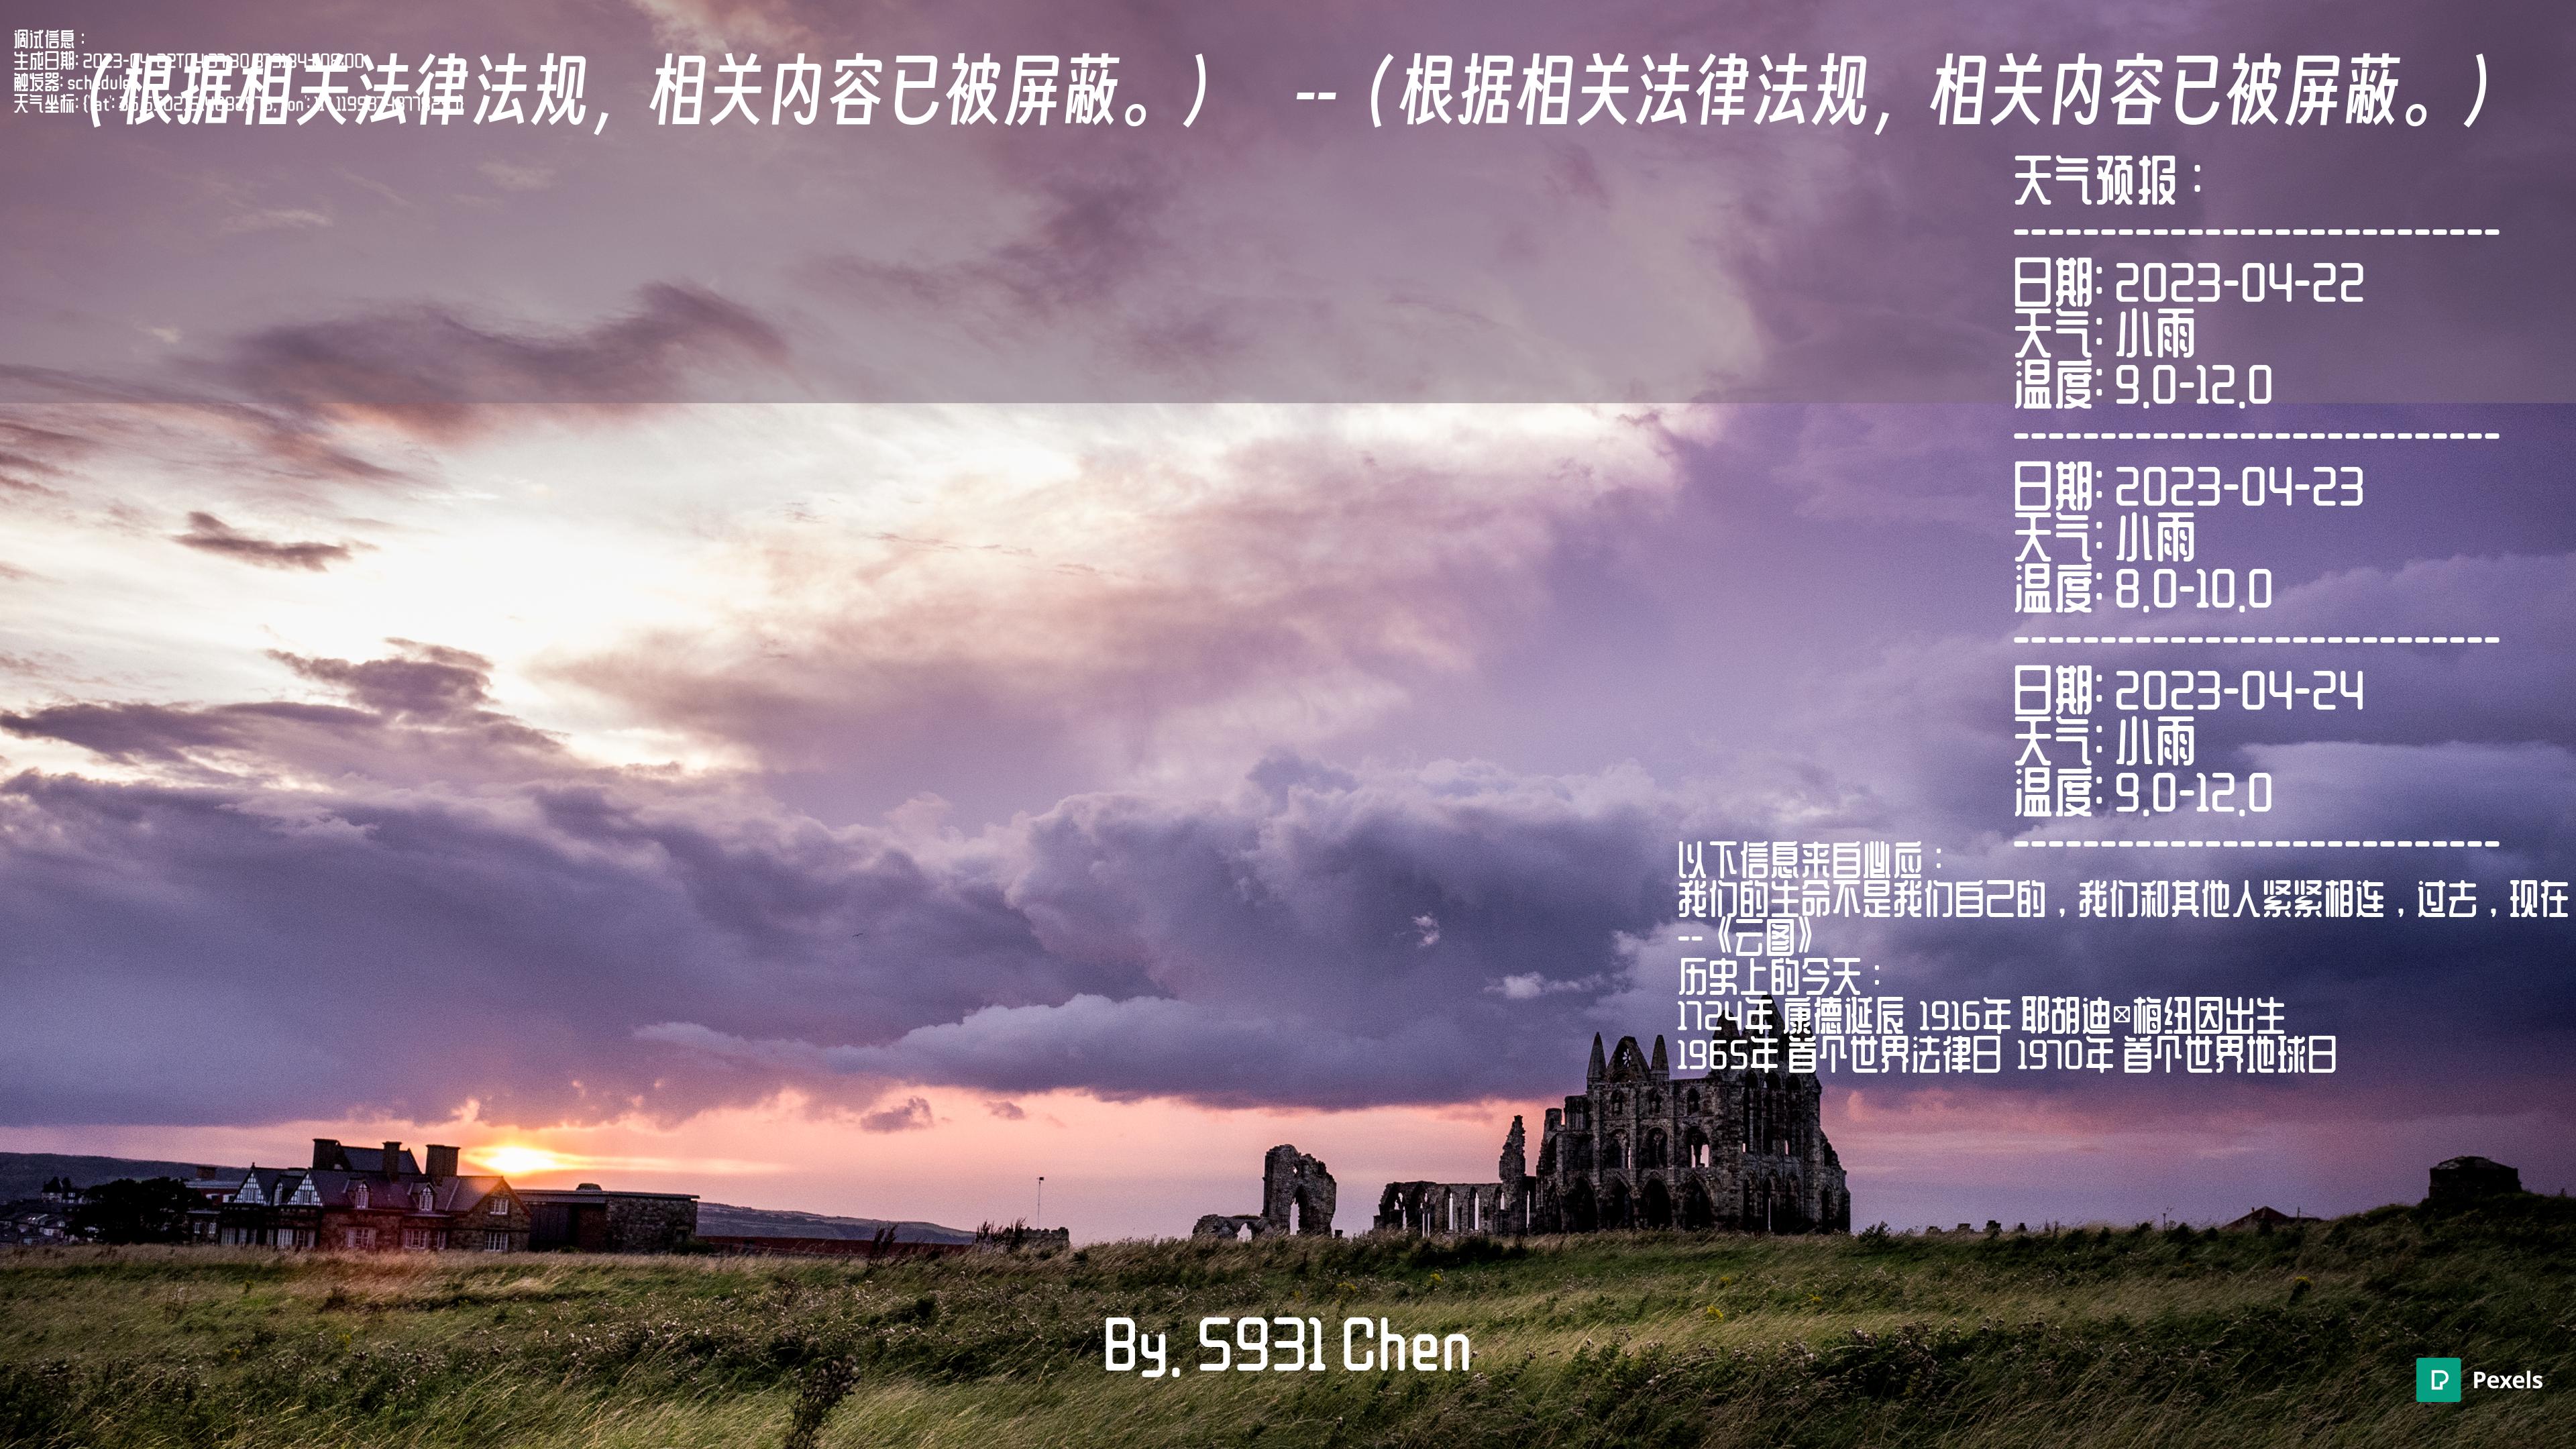 调试信息：
生成日期: 2023-04-22T04:37:30
触发器: schedule
天气坐标:
（根据相关法律法规，相关内容已被屏蔽。） --（根据相关法律法规，相关内容已被屏蔽。）
天气预报：
----------------------------
日期: 2023-04-22
天气: 小雨
温度: 9.0-12.0
----------------------------
日期: 2023-04-23
天气: 小雨
温度: 8.0-10.0
----------------------------
日期: 2023-04-24
天气: 小雨
温度: 9.0-12.0
----------------------------
以下信息来自必应：
我们的生命不是我们自己的，我们和其他人紧紧相连，过去，现在
--《云图》
历史上的今天：
1724年 康德诞辰 1916年 耶胡迪梅纽因出生
1965年 首个世界法律日 1970年 首个世界地球日
By. 5931 Chen
Pexels